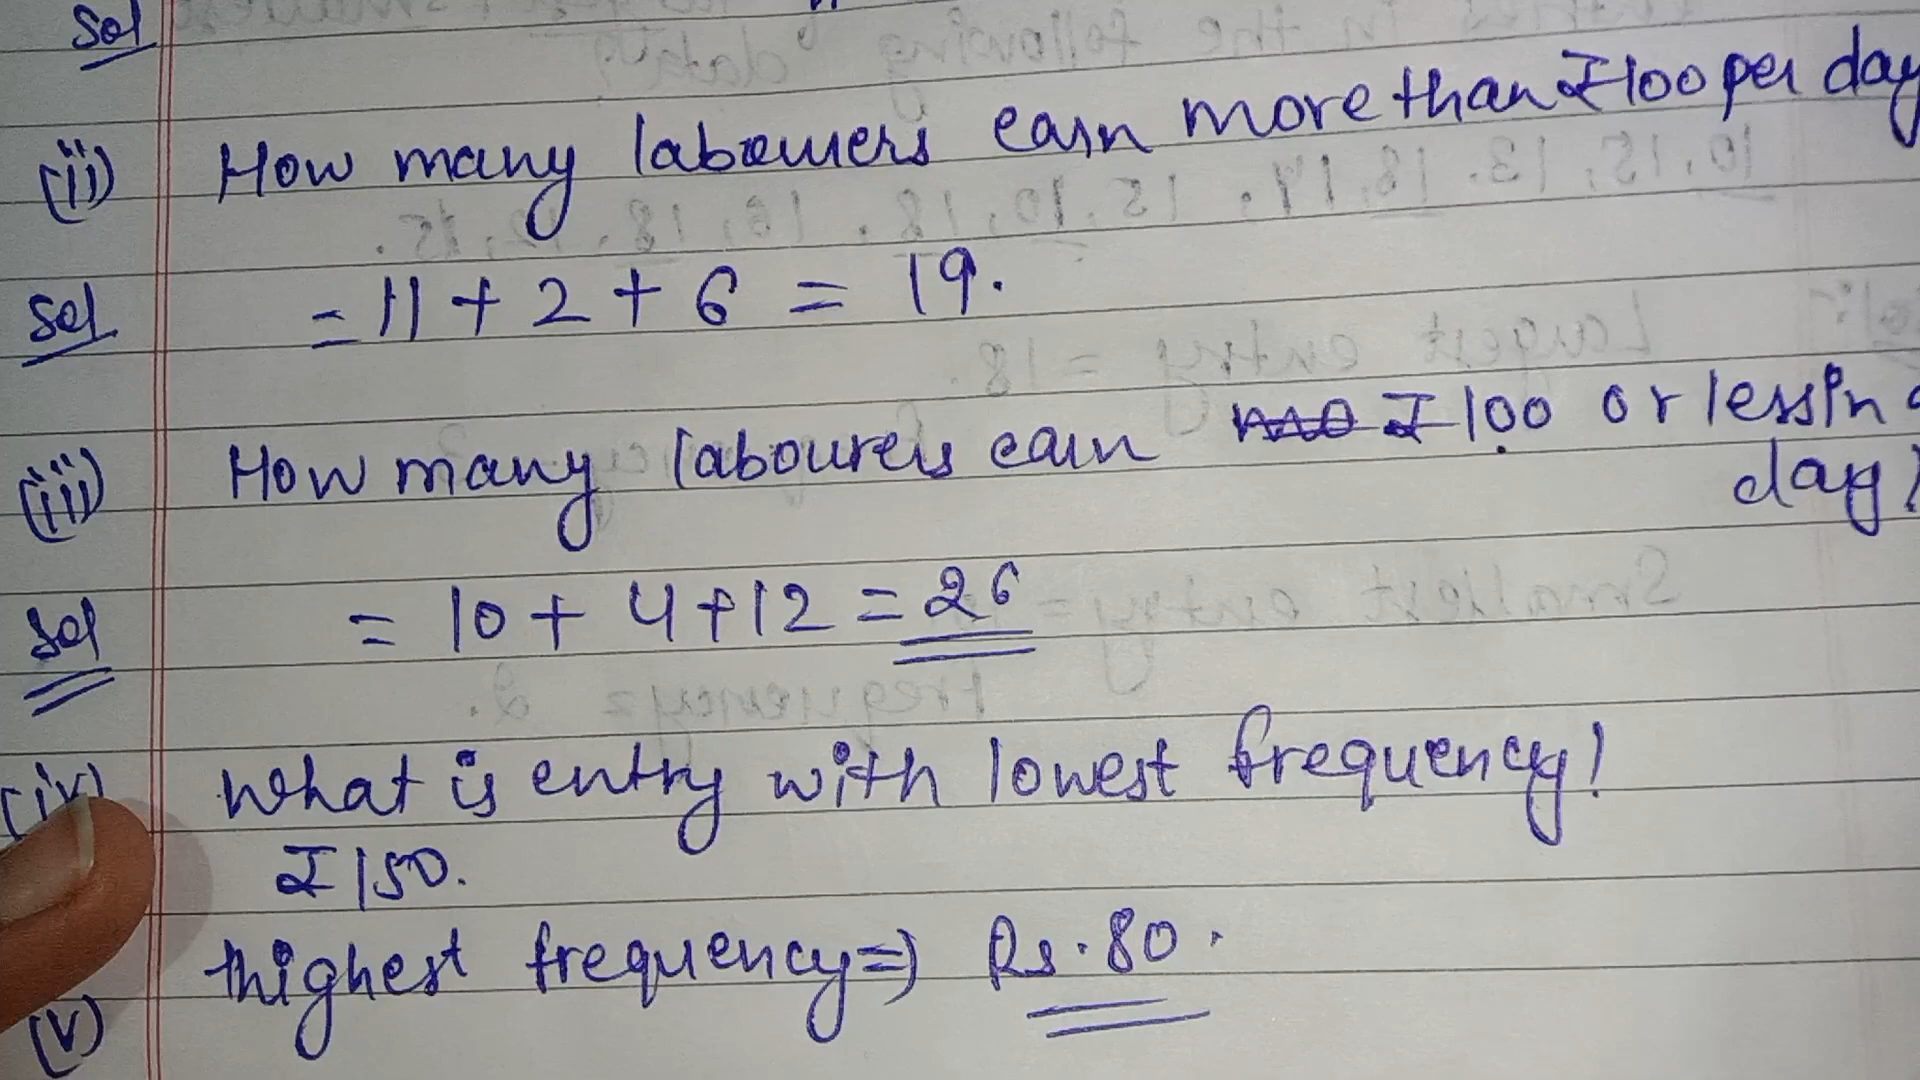 Sol
(ii) How many labourers earn more than ₹100 per day
Sol = 11 + 2 + 6 = 19.
(iii) How many labourers earn ₹100 or less in a
day?
Sol = 10 + 4 + 12 = 26
(iv) What is entry with lowest frequency!
₹150.
(v) highest frequency => Rs. 80.